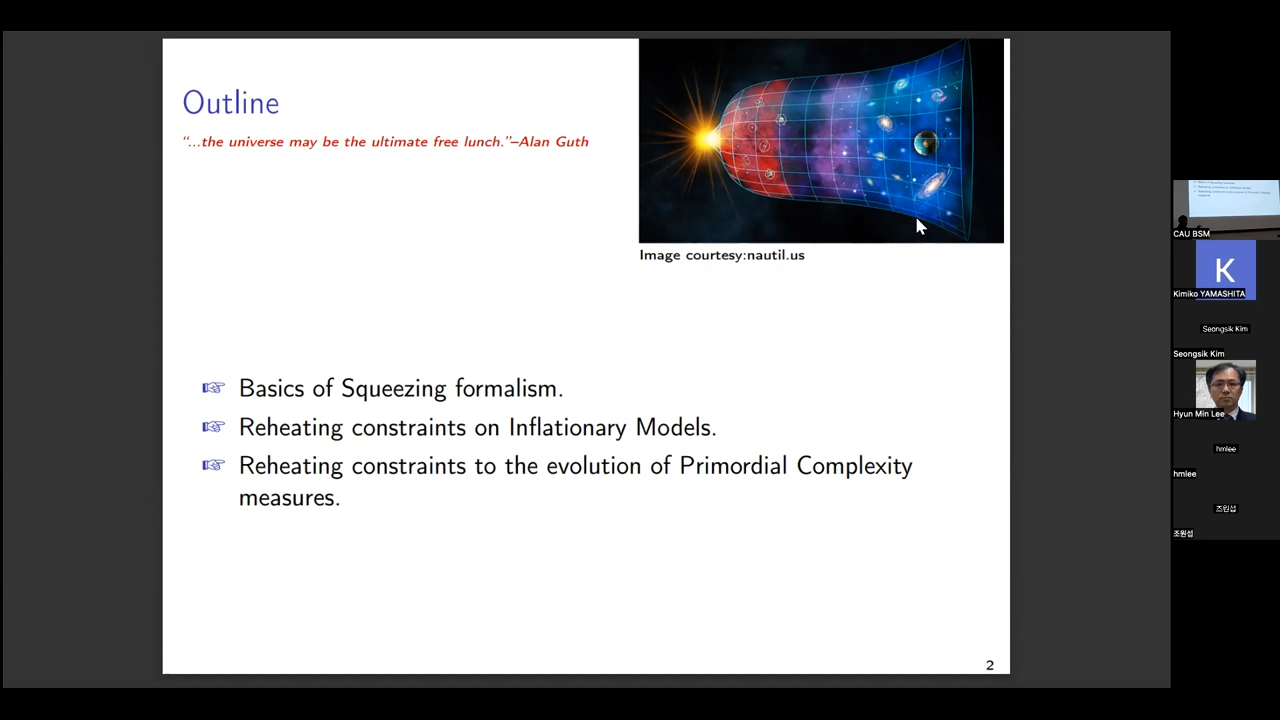 Outline
“...the universe may be the ultimate free lunch.”–Alan Guth
Image courtesy:nautil.us
Basics of Squeezing formalism.
Reheating constraints on Inflationary Models.
Reheating constraints to the evolution of Primordial Complexity
measures.
2
CAU BSM
K
Kimiko YAMASHITA
Seongsik Kim
Seongsik Kim
Hyun Min Lee
hmlee
hmlee
조원섭
조원섭